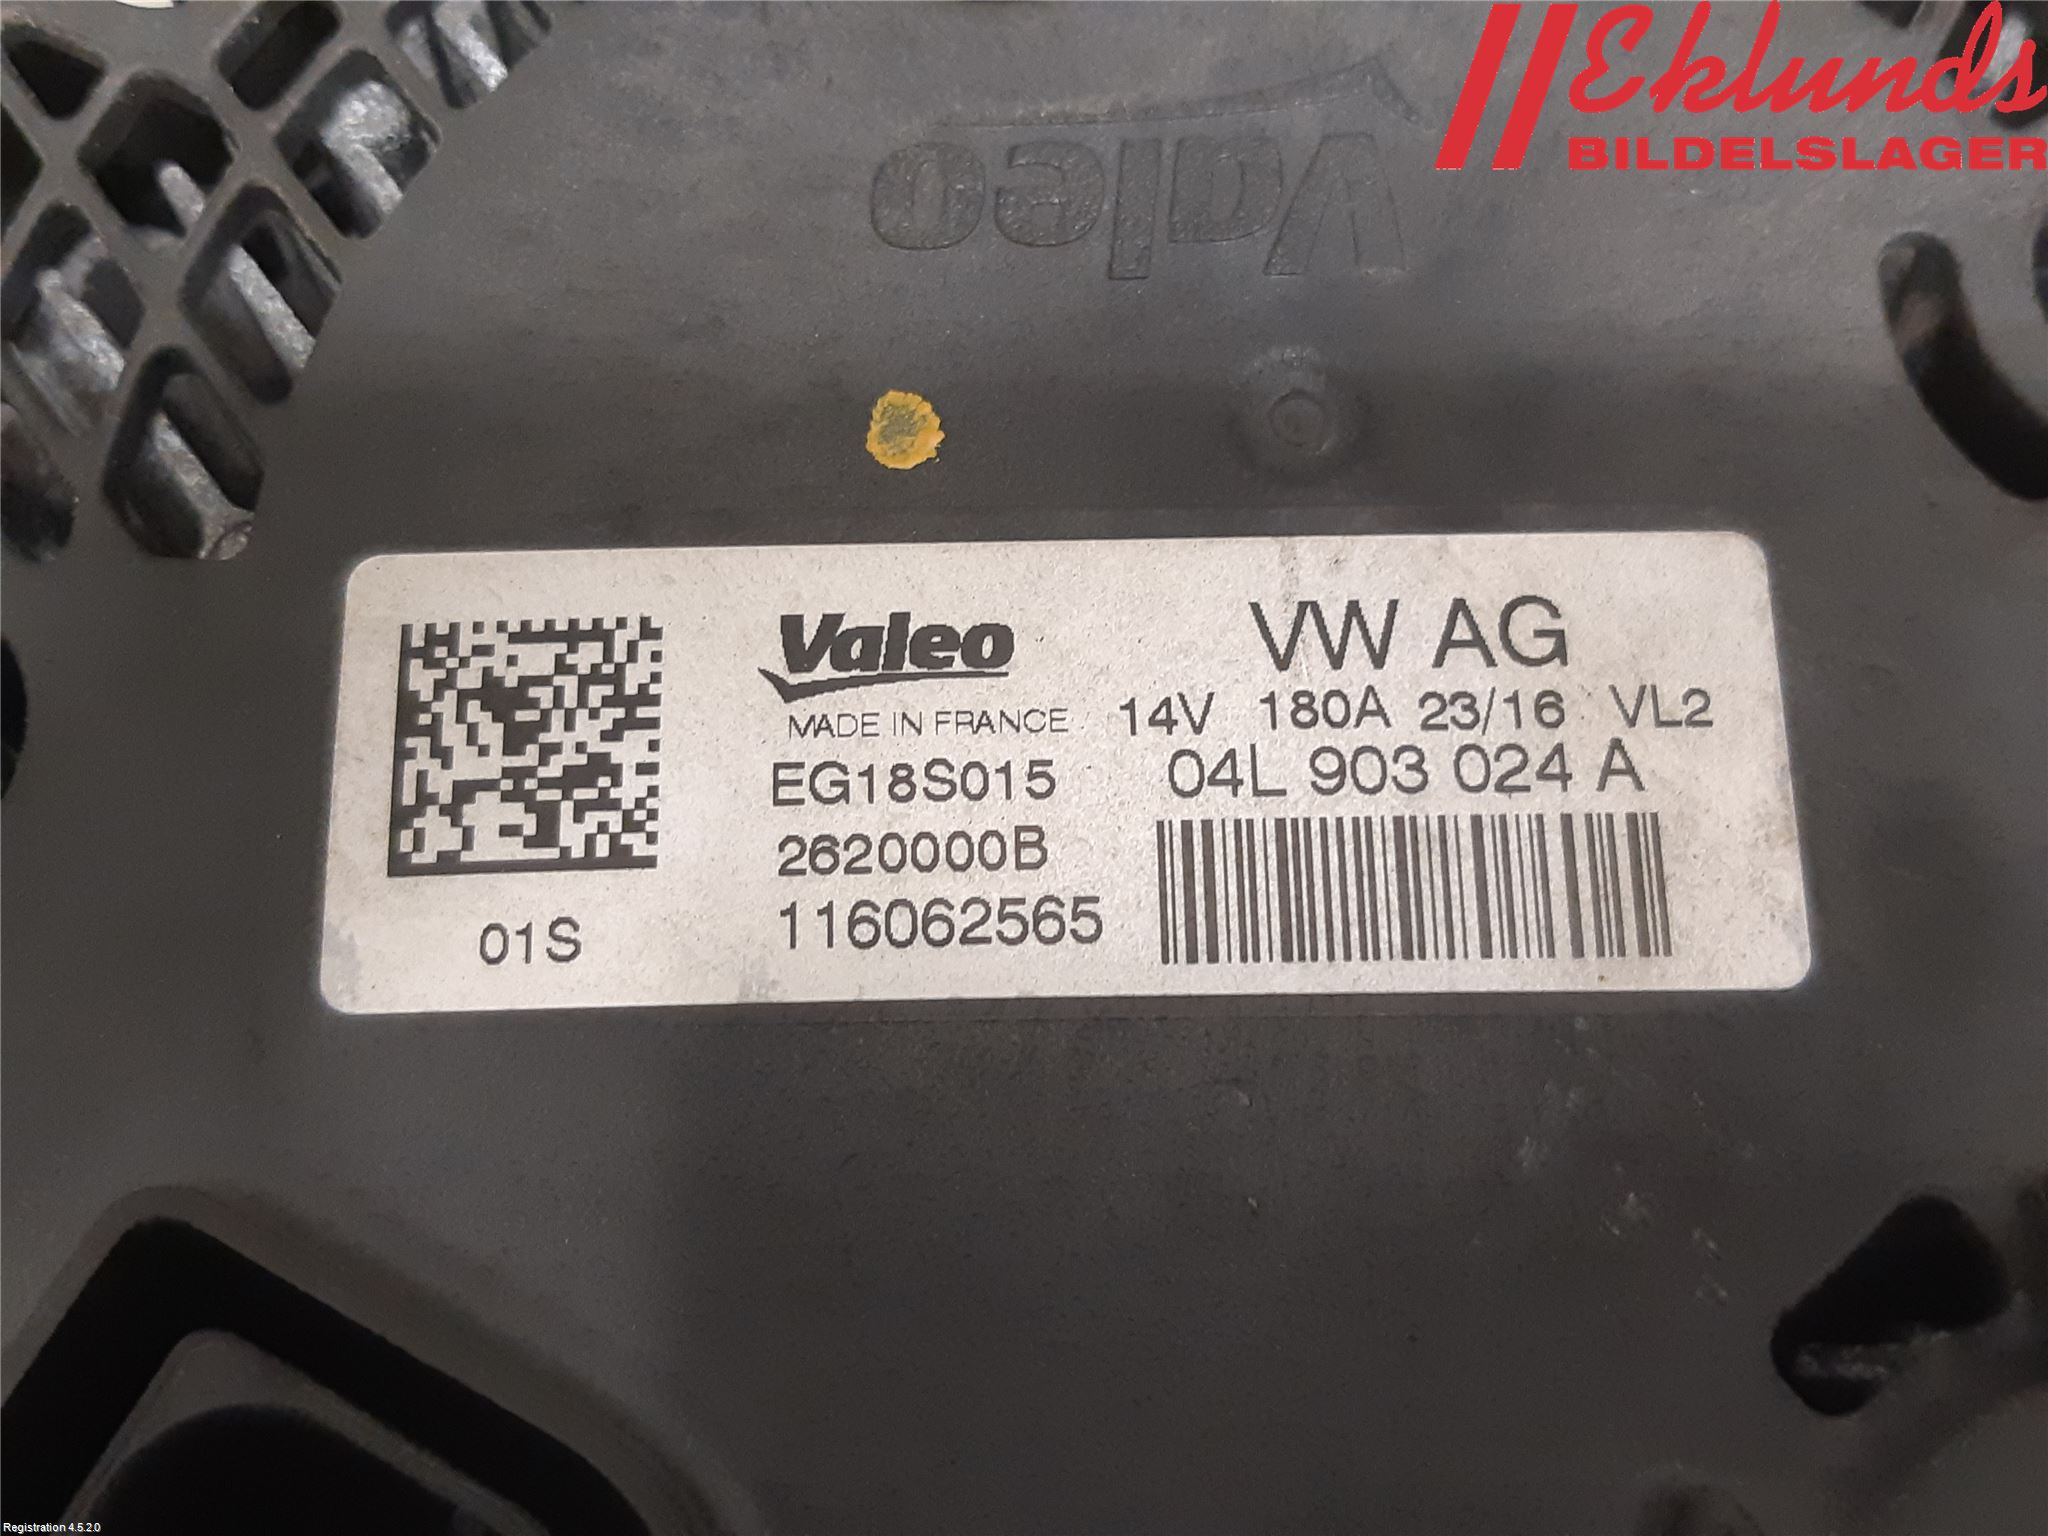 Eklunds
BILDELSLAGER
Valeo
Valeo
MADE IN FRANCE
EG18S015
2620000B
116062565
01S
VW AG
14V 180A 23/16 VL2
04L 903 024 A
Registration 4.5.2.0